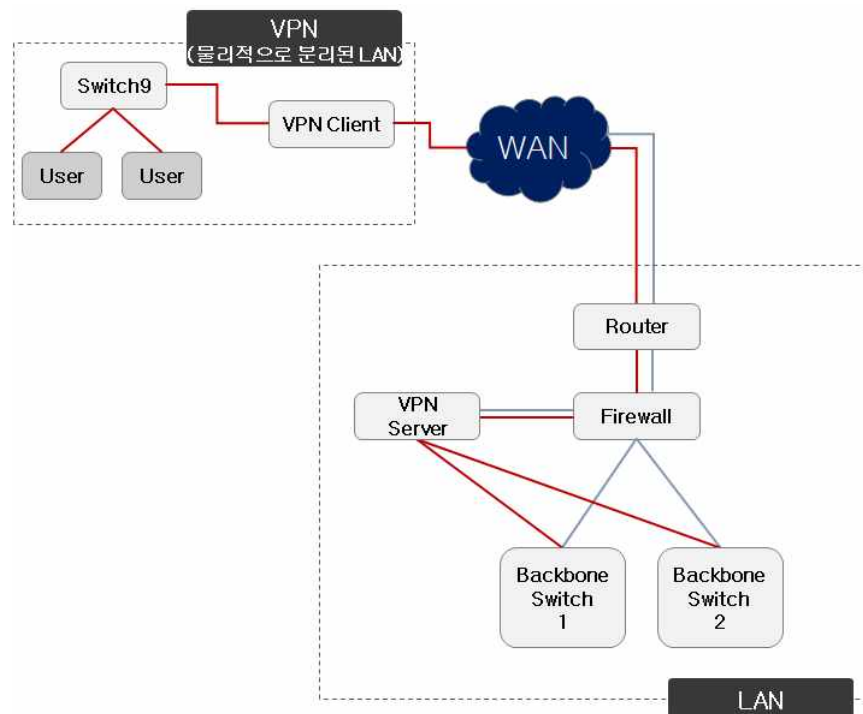 VPN
(물리적으로 분리된 LAN)
Switch9
VPN Client
User
User
WAN
Router
VPN
Server
Firewall
Backbone
Switch
1
Backbone
Switch
2
LAN